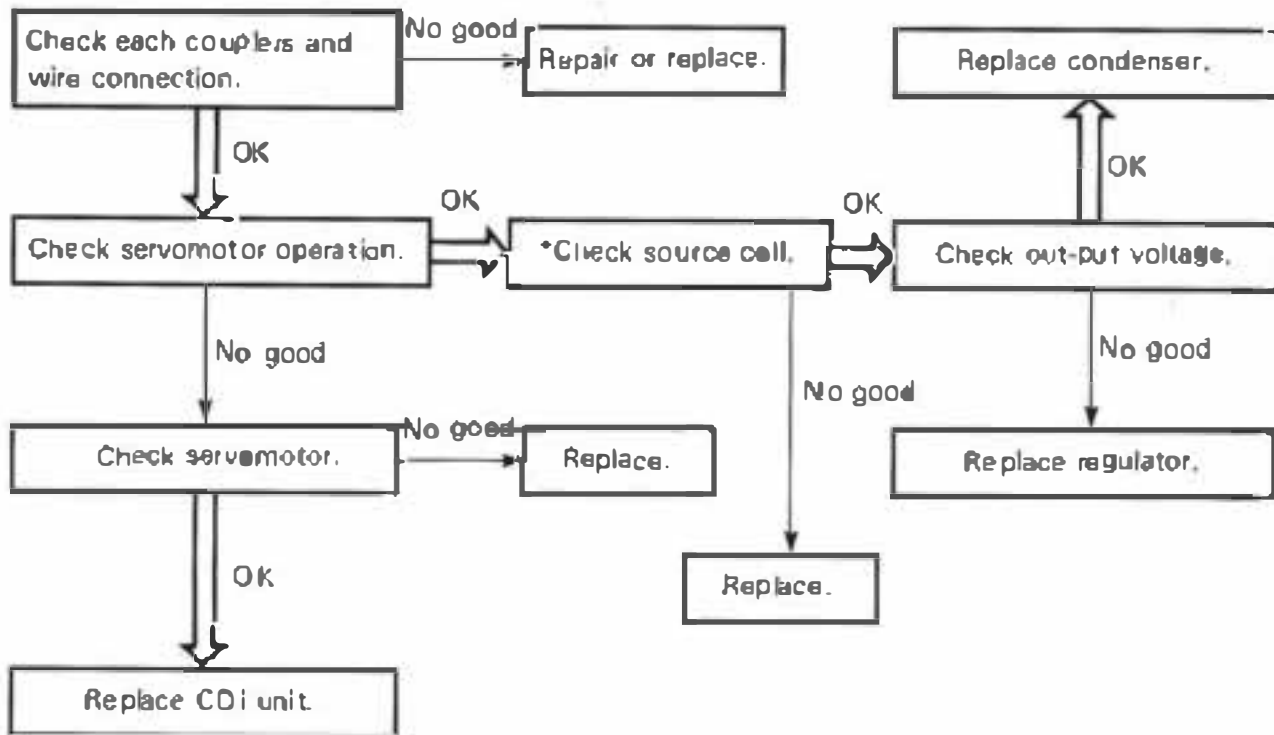 Check each couplers and
wire connection.
No good
Repair or replace.
Replace condenser.
OK
OK
Check servomotor operation.
OK
*Check source coil.
OK
Check out-put voltage.
No good
No good
No good
Check servomotor.
No good
Replace.
Replace regulator.
OK
Replace.
Replace CDI unit.